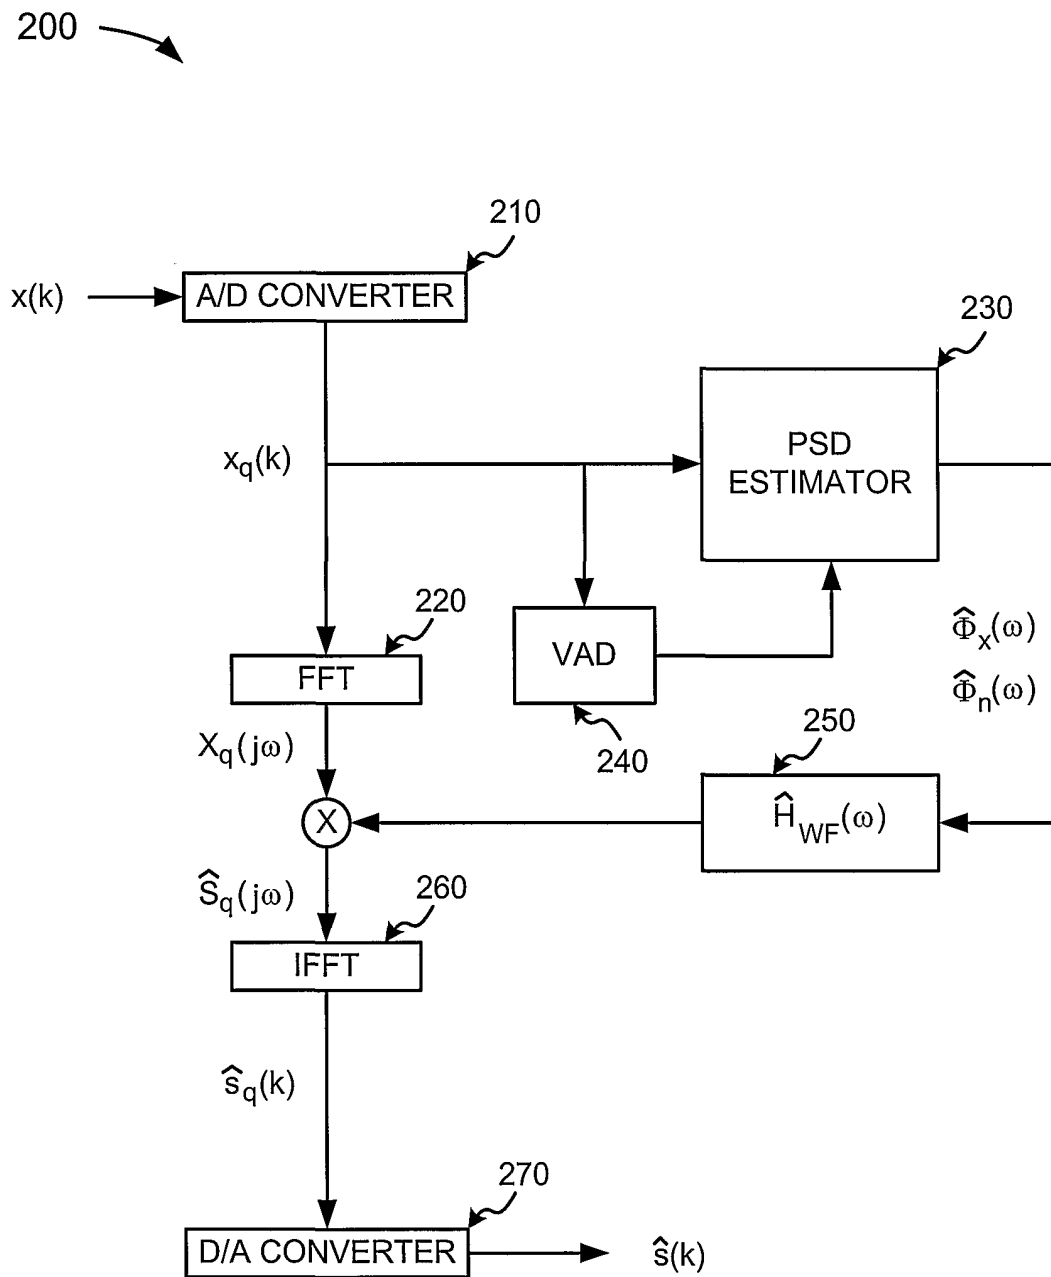 200
210
x(k)
A/D CONVERTER
230
x_q(k)
PSD
ESTIMATOR
220
VAD
Φ̂_x(ω)
FFT
Φ̂_n(ω)
250
X_q(jω)
240
X
Ĥ_WF(ω)
Ŝ_q(jω)
260
IFFT
ŝ_q(k)
270
D/A CONVERTER
ŝ(k)